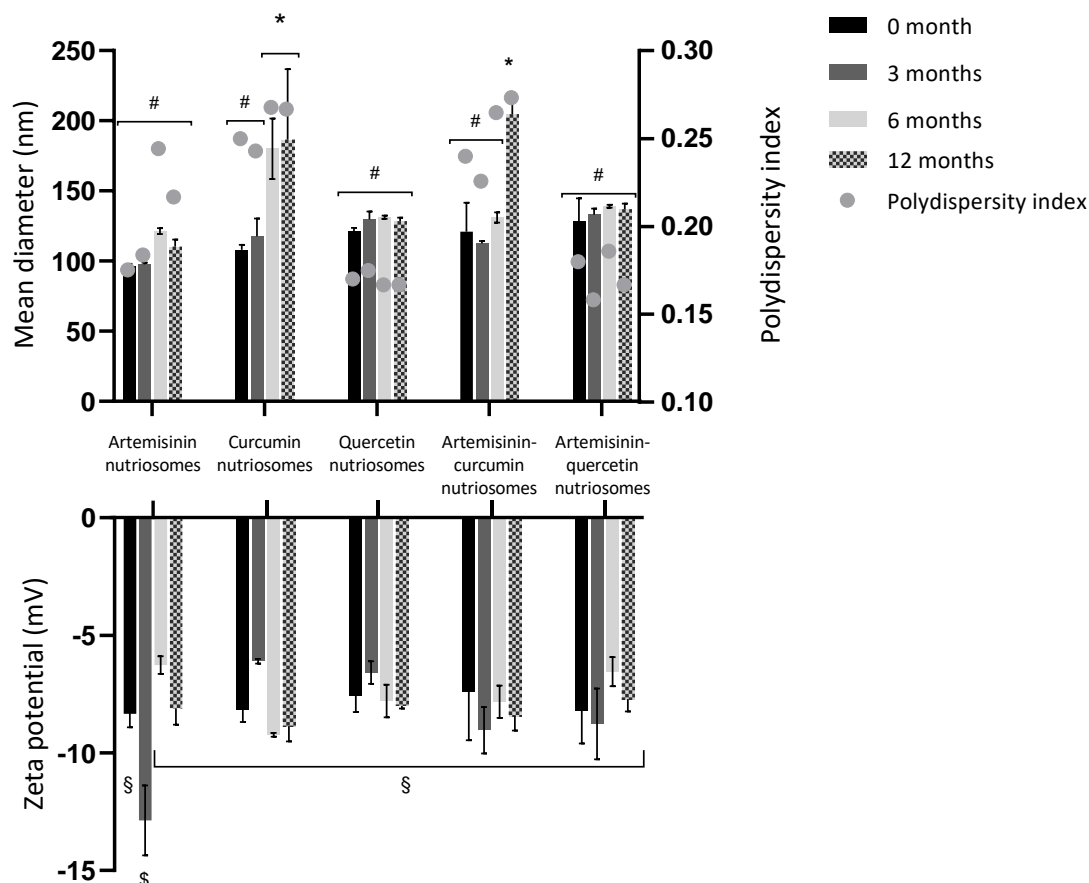 *
250
200
150
100
50
0
Mean diameter (nm)
#
#
#
#
*
#
0.30
0.25
0.20
0.15
0.10
Polydispersity index
0 month
3 months
6 months
12 months
Polydispersity index
Artemisinin
nutriosomes
Curcumin
nutriosomes
Quercetin
nutriosomes
Artemisinin-
curcumin
nutriosomes
Artemisinin-
quercetin
nutriosomes
0
-5
-10
-15
Zeta potential (mV)
§
§
$